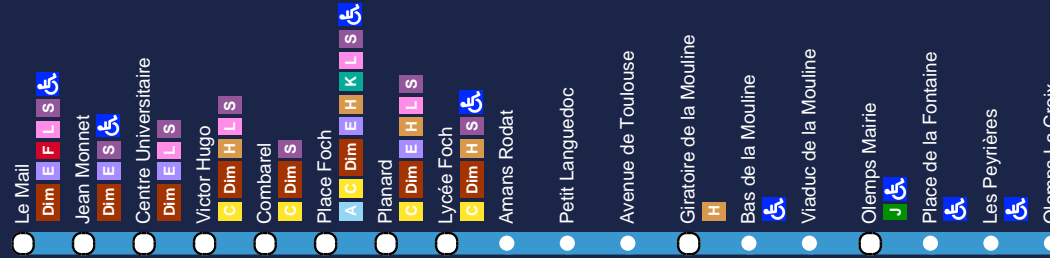 Le Mail
Dim E F L S
Jean Monnet
Dim E S
Centre Universitaire
Dim E L S
Victor Hugo
C Dim H L S
Combarel
C Dim S
Place Foch
A C Dim E H K L S
Planard
C Dim E H L S
Lycée Foch
C Dim H S
Amans Rodat
Petit Languedoc
Avenue de Toulouse
Giratoire de la Mouline
H
Bas de la Mouline
Viaduc de la Mouline
Olemps Mairie
J
Place de la Fontaine
Les Peyrières